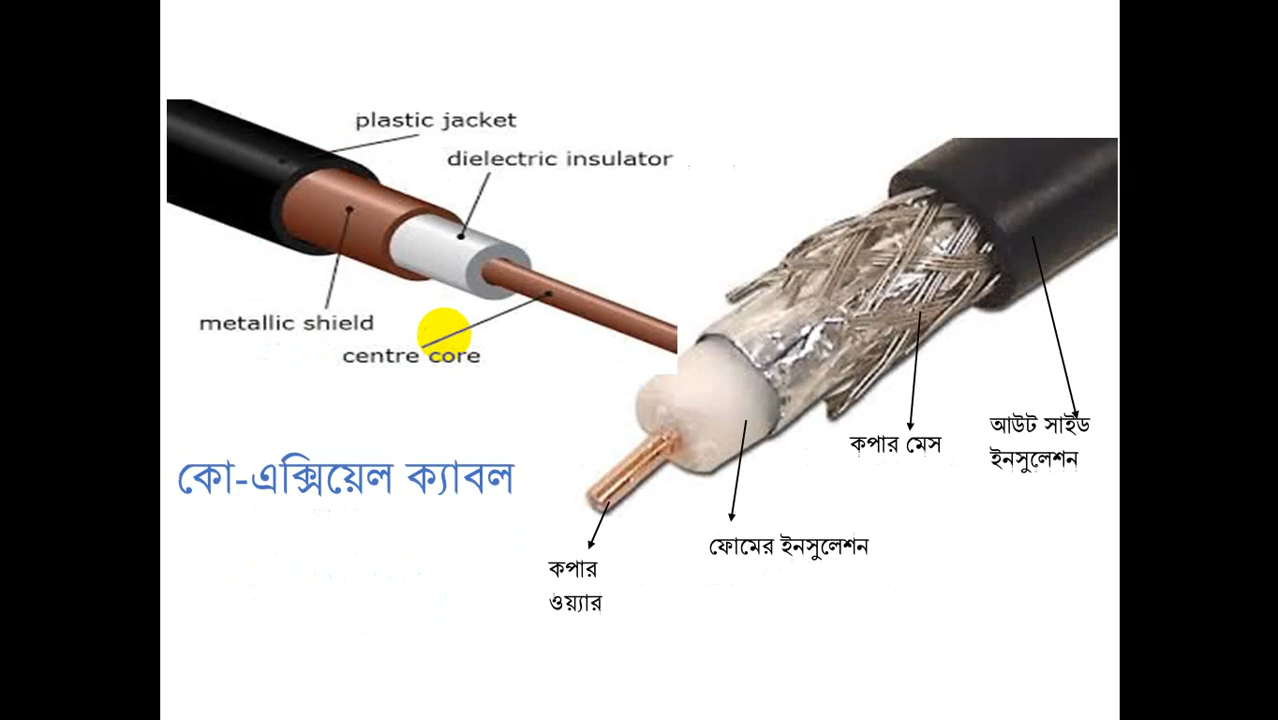 plastic jacket
dielectric insulator
metallic shield
centre core
কো-এক্সিয়েল ক্যাবল
কপার
ওয়্যার
ফোমের ইনসুলেশন
কপার মেস
আউট সাইড
ইনসুলেশন